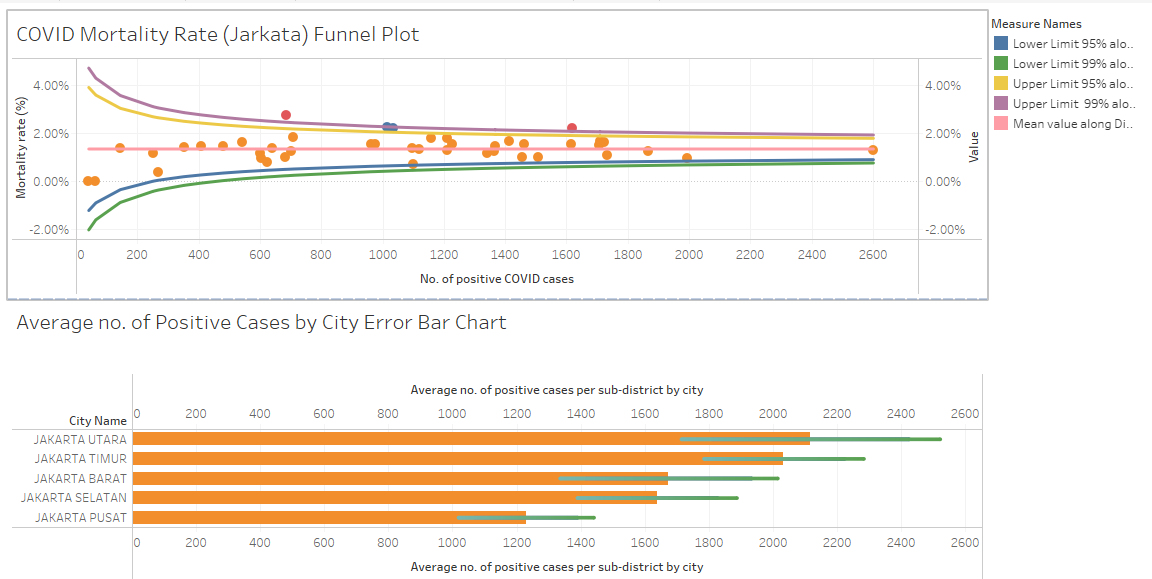 COVID Mortality Rate (Jarkata) Funnel Plot
Measure Names
Lower Limit 95% alo..
Lower Limit 99% alo..
Upper Limit 95% alo..
Upper Limit 99% alo..
Mean value along Di..
Mortality rate (%)
4.00%
2.00%
0.00%
-2.00%
4.00%
2.00%
0.00%
-2.00%
Value
0 200 400 600 800 1000 1200 1400 1600 1800 2000 2200 2400 2600
No. of positive COVID cases
Average no. of Positive Cases by City Error Bar Chart
Average no. of positive cases per sub-district by city
City Name
0 200 400 600 800 1000 1200 1400 1600 1800 2000 2200 2400 2600
JAKARTA UTARA
JAKARTA TIMUR
JAKARTA BARAT
JAKARTA SELATAN
JAKARTA PUSAT
0 200 400 600 800 1000 1200 1400 1600 1800 2000 2200 2400 2600
Average no. of positive cases per sub-district by city